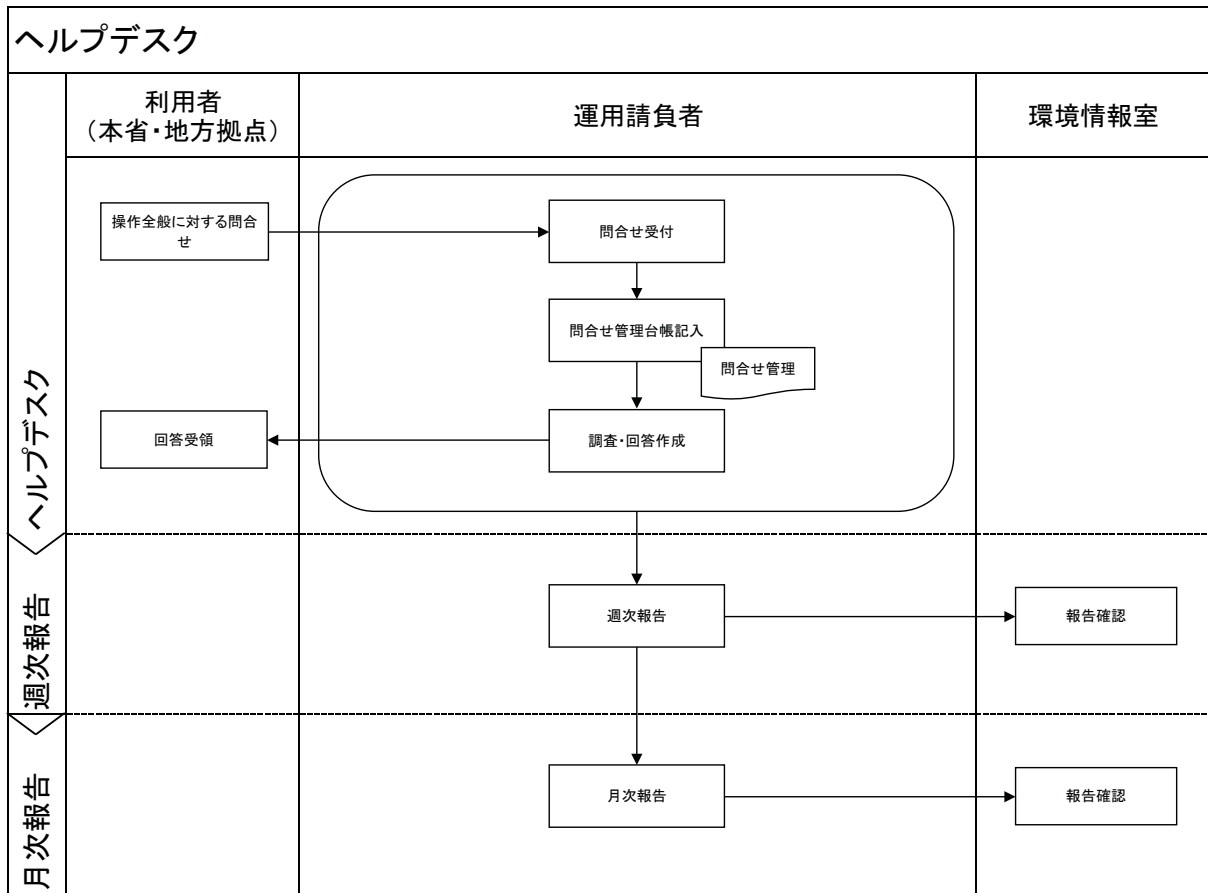 ヘルプデスク
利用者
（本省・地方拠点）
運用請負者
環境情報室
ヘルプデスク
操作全般に対する問合
せ
問合せ受付
問合せ管理台帳記入
問合せ管理
回答受領
調査・回答作成
週次報告
週次報告
報告確認
月次報告
月次報告
報告確認